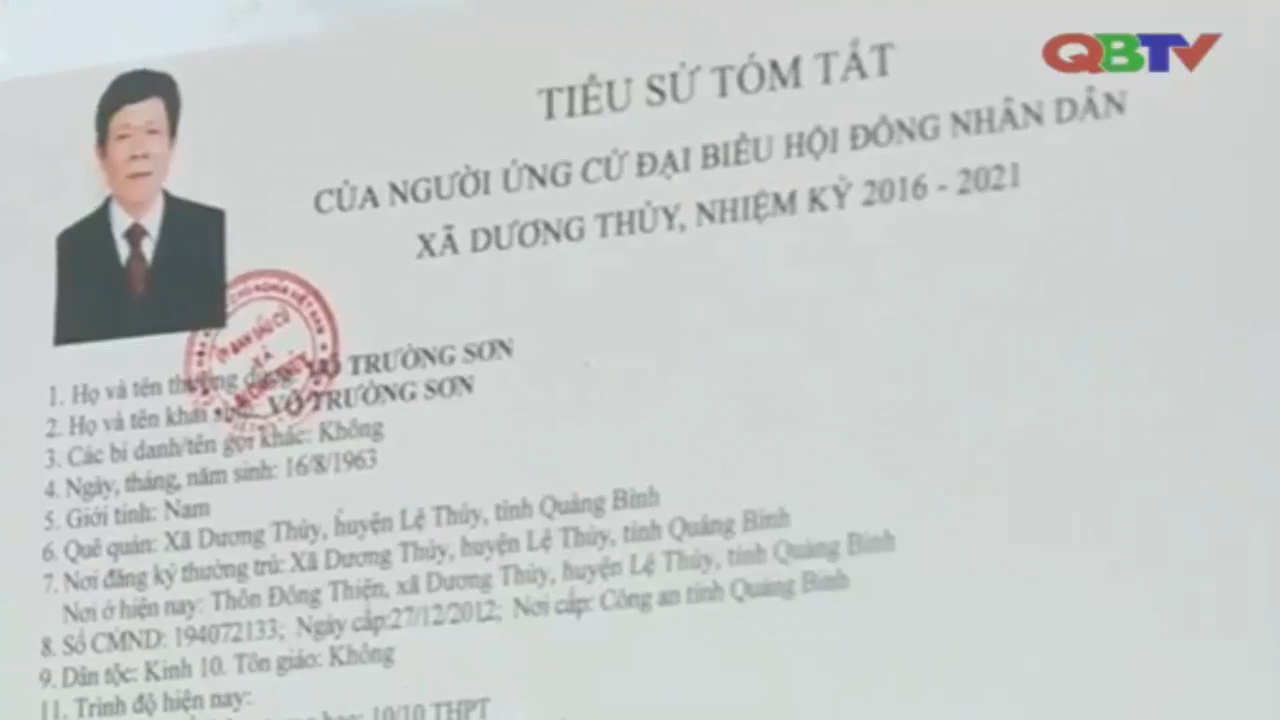 QBTV
TIỂU SỬ TÓM TẮT
CỦA NGƯỜI ỨNG CỬ ĐẠI BIỂU HỘI ĐỒNG NHÂN DÂN
XÃ DƯƠNG THỦY, NHIỆM KỲ 2016 - 2021
ỦY BAN BẦU CỬ
XÃ
1. Họ và tên thường dùng: VÕ TRƯỜNG SƠN
2. Họ và tên khai sinh: VÕ TRƯỜNG SƠN
3. Các bí danh/tên gọi khác: Không
4. Ngày, tháng, năm sinh: 16/8/1963
5. Giới tính: Nam
6. Quê quán: Xã Dương Thủy, huyện Lệ Thủy, tỉnh Quảng Bình
7. Nơi đăng ký thường trú: Xã Dương Thủy, huyện Lệ Thủy, tỉnh Quảng Bình
Nơi ở hiện nay: Thôn Đông Thiện, xã Dương Thủy, huyện Lệ Thủy, tỉnh Quảng Bình
8. Số CMND: 194072133; Ngày cấp:27/12/2012; Nơi cấp: Công an tỉnh Quảng Bình
9. Dân tộc: Kinh 10. Tôn giáo: Không
11. Trình độ hiện nay:
học: 10/10 THPT